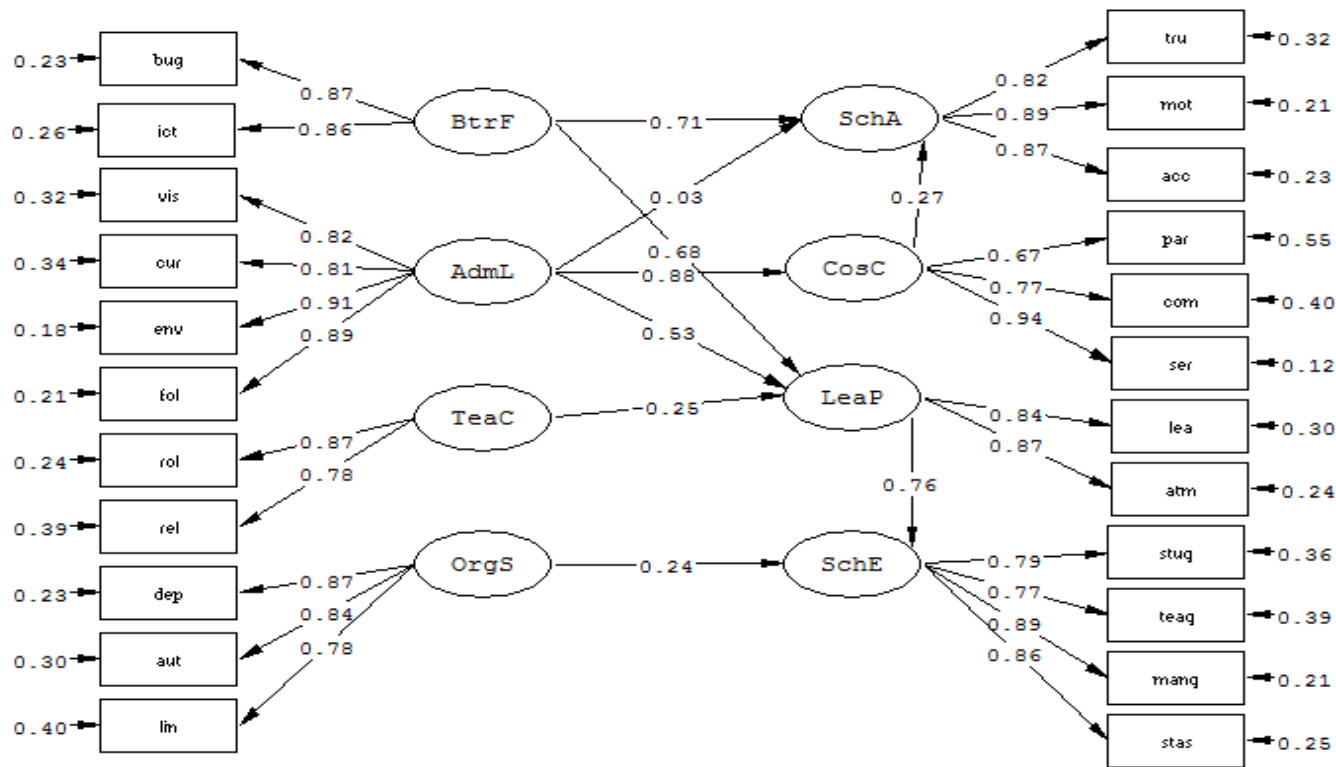 0.23 bug
0.26 ict
0.32 vis
0.34 cur
0.18 env
0.21 fol
0.24 rol
0.39 rel
0.23 dep
0.30 aut
0.40 lin
0.87
0.86
0.82
0.81
0.91
0.89
0.87
0.78
0.87
0.84
0.78
BtrF
AdmL
TeaC
OrgS
0.71
0.03
0.68
0.88
0.53
-0.25
0.24
0.27
0.76
SchA
CosC
LeaP
SchE
0.82
0.89
0.87
0.67
0.77
0.94
0.84
0.87
0.79
0.77
0.89
0.86
tru 0.32
mot 0.21
acc 0.23
par 0.55
com 0.40
ser 0.12
lea 0.30
atm 0.24
stuq 0.36
teaq 0.39
manq 0.21
stas 0.25